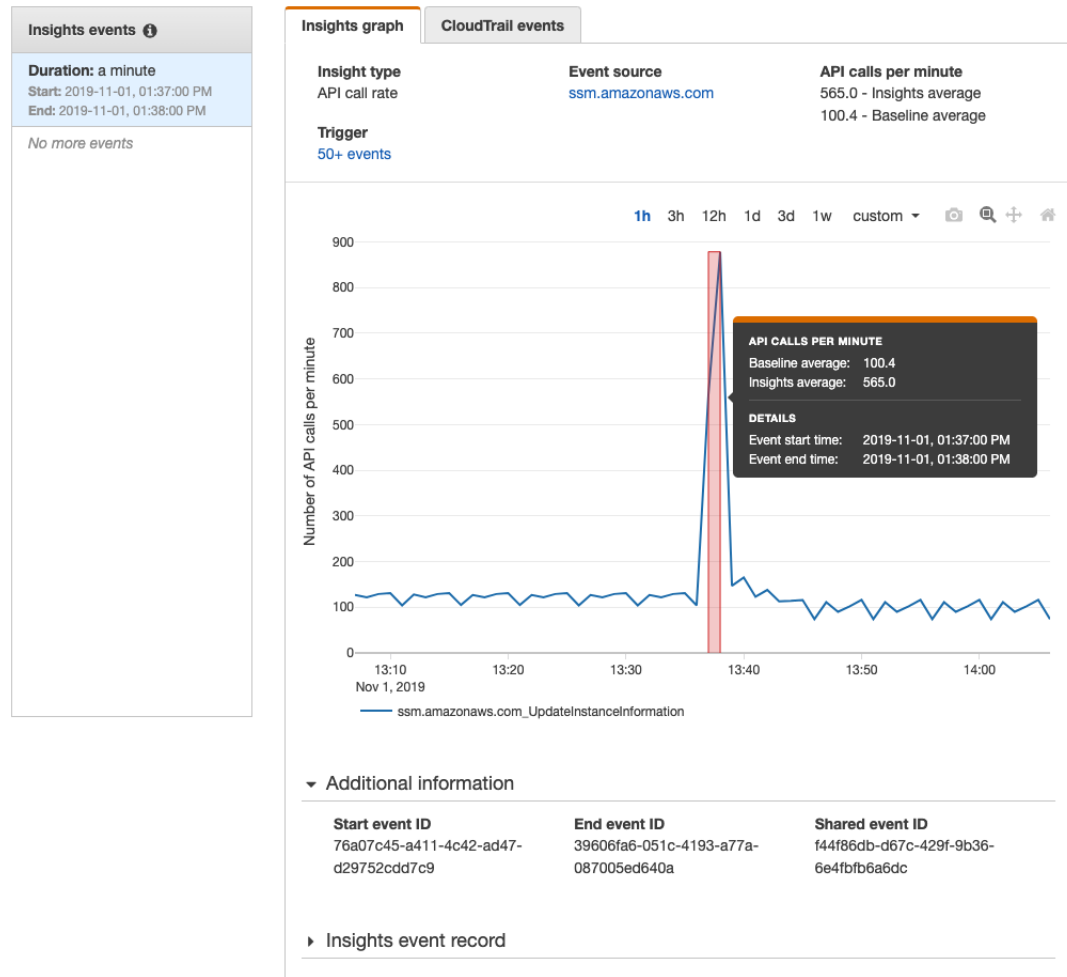 Insights events
Duration: a minute
Start: 2019-11-01, 01:37:00 PM
End: 2019-11-01, 01:38:00 PM
No more events
Insights graph
CloudTrail events
Insight type
API call rate
Event source
ssm.amazonaws.com
API calls per minute
565.0 - Insights average
100.4 - Baseline average
Trigger
50+ events
1h 3h 12h 1d 3d 1w custom
900
800
700
600
500
400
300
200
100
0
Number of API calls per minute
API CALLS PER MINUTE
Baseline average: 100.4
Insights average: 565.0
DETAILS
Event start time: 2019-11-01, 01:37:00 PM
Event end time: 2019-11-01, 01:38:00 PM
13:10 13:20 13:30 13:40 13:50 14:00
Nov 1, 2019
ssm.amazonaws.com_UpdateInstanceInformation
Additional information
Start event ID
76a07c45-a411-4c42-ad47-
d29752cdd7c9
End event ID
39606fa6-051c-4193-a77a-
087005ed640a
Shared event ID
f44f86db-d67c-429f-9b36-
6e4fbfb6a6dc
Insights event record